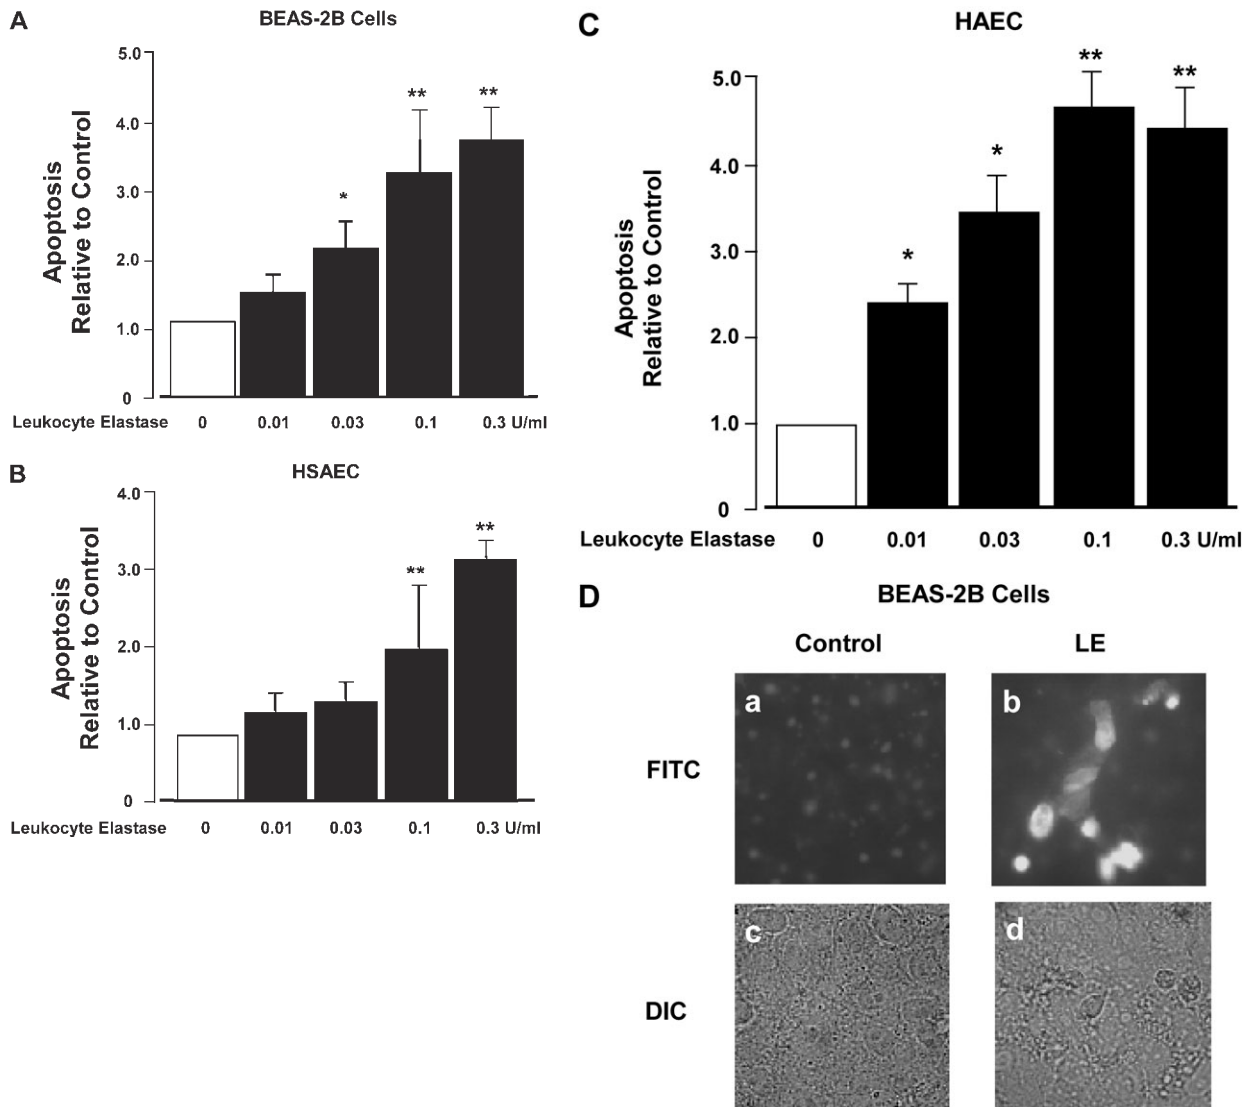 A
BEAS-2B Cells
Apoptosis
Relative to Control
5.0
4.0
3.0
2.0
1.0
0
*
**
**
Leukocyte Elastase 0 0.01 0.03 0.1 0.3 U/ml
B
HSAEC
Apoptosis
Relative to Control
4.0
3.0
2.0
1.0
0
**
**
Leukocyte Elastase 0 0.01 0.03 0.1 0.3 U/ml
C
HAEC
Apoptosis
Relative to Control
5.0
4.0
3.0
2.0
1.0
0
*
*
**
**
Leukocyte Elastase 0 0.01 0.03 0.1 0.3 U/ml
D
BEAS-2B Cells
Control LE
FITC
a b
DIC
c d